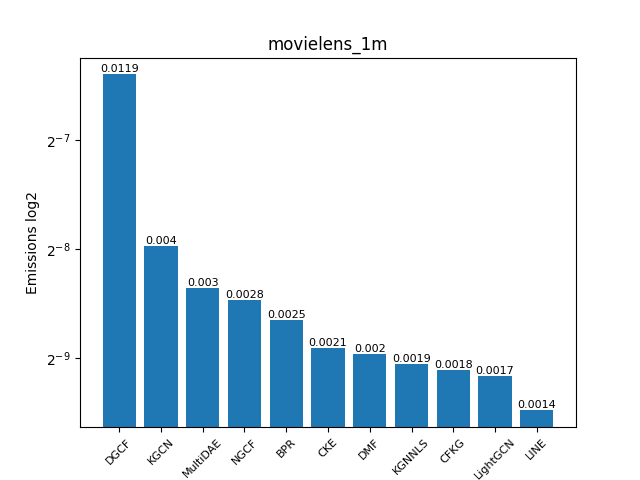 movielens_1m
Emissions log2
2⁻⁷
2⁻⁸
2⁻⁹
0.0119
0.004
0.003
0.0028
0.0025
0.0021
0.002
0.0019
0.0018
0.0017
0.0014
DGCF
KGCN
MultiDAE
NGCF
BPR
CKE
DMF
KGNNLS
CFKG
LightGCN
LINE